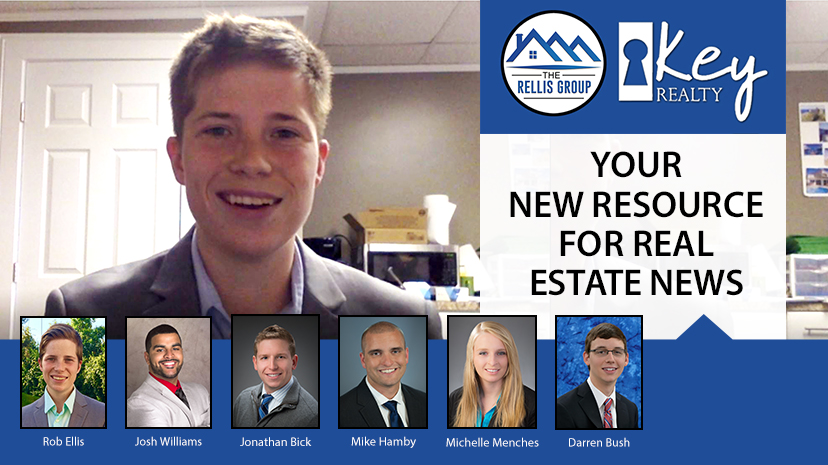 THE
RELLIS GROUP
Key
REALTY
YOUR
NEW RESOURCE
FOR REAL
ESTATE NEWS
Rob Ellis
Josh Williams
Jonathan Bick
Mike Hamby
Michelle Menches
Darren Bush